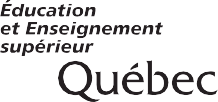 Éducation
et Enseignement
supérieur
Québec